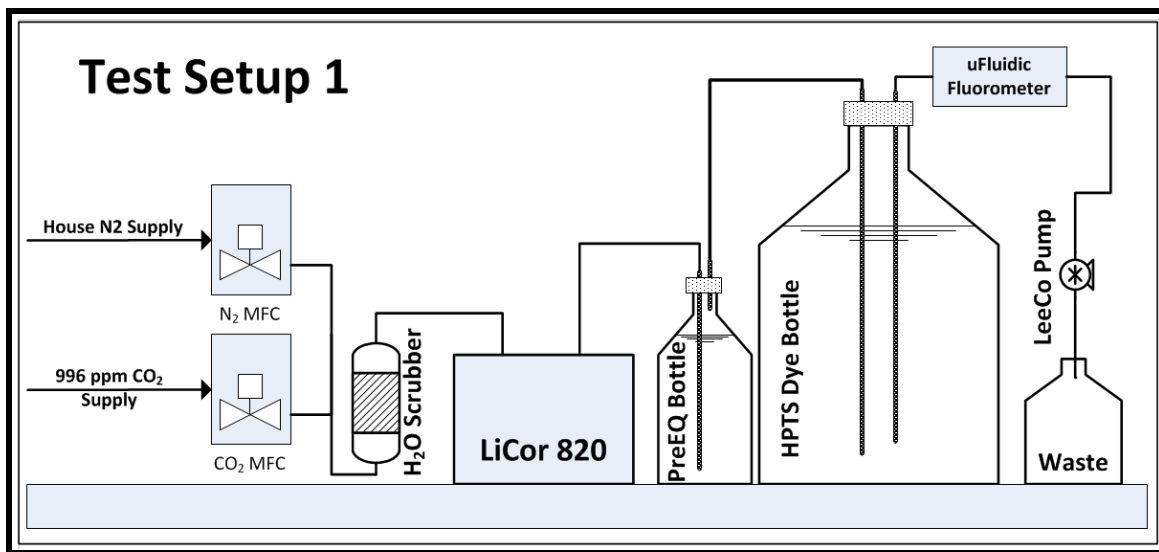 Test Setup 1
uFluidic
Fluorometer
House N2 Supply
N₂ MFC
996 ppm CO₂
Supply
CO₂ MFC
H₂O Scrubber
LiCor 820
PreEQ Bottle
HPTS Dye Bottle
LeeCo Pump
Waste